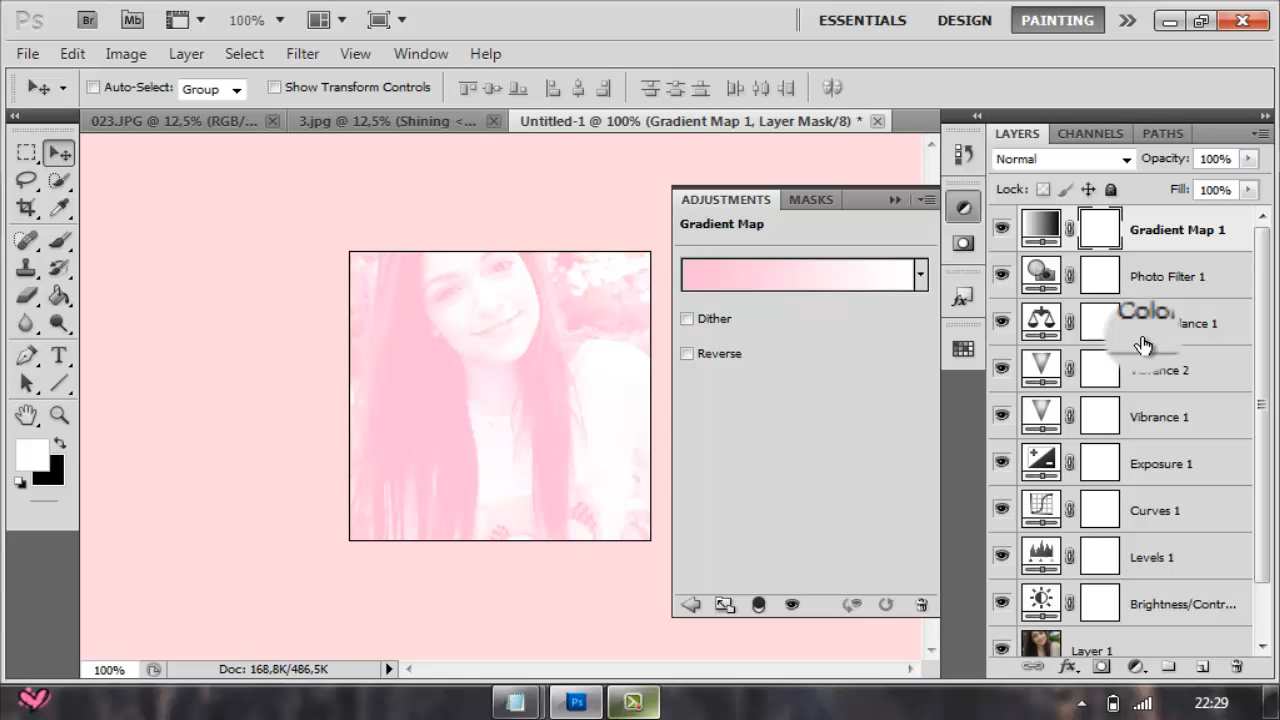 Ps Br Mb 100% ESSENTIALS DESIGN PAINTING
File Edit Image Layer Select Filter View Window Help
Auto-Select: Group Show Transform Controls
023.JPG @ 12,5% (RGB/... 3.jpg @ 12,5% (Shining <... Untitled-1 @ 100% (Gradient Map 1, Layer Mask/8) *
LAYERS CHANNELS PATHS
Normal Opacity: 100%
Lock: Fill: 100%
ADJUSTMENTS MASKS
Gradient Map
Dither
Reverse
Gradient Map 1
Photo Filter 1
Vibrance 1
Exposure 1
Curves 1
Levels 1
Brightness/Contr...
Layer 1
100% Doc: 168,8K/486,5K
Ps 22:29